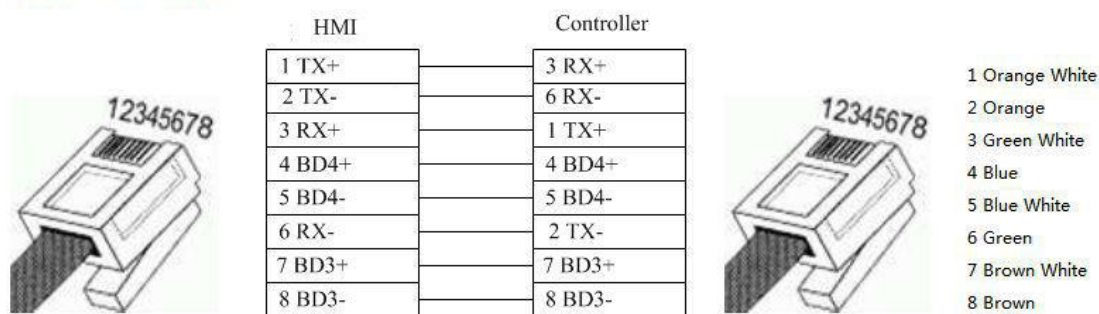 HMI Controller
1 TX+ 3 RX+
2 TX- 6 RX-
3 RX+ 1 TX+
4 BD4+ 4 BD4+
5 BD4- 5 BD4-
6 RX- 2 TX-
7 BD3+ 7 BD3+
8 BD3- 8 BD3-
12345678
12345678
1 Orange White
2 Orange
3 Green White
4 Blue
5 Blue White
6 Green
7 Brown White
8 Brown